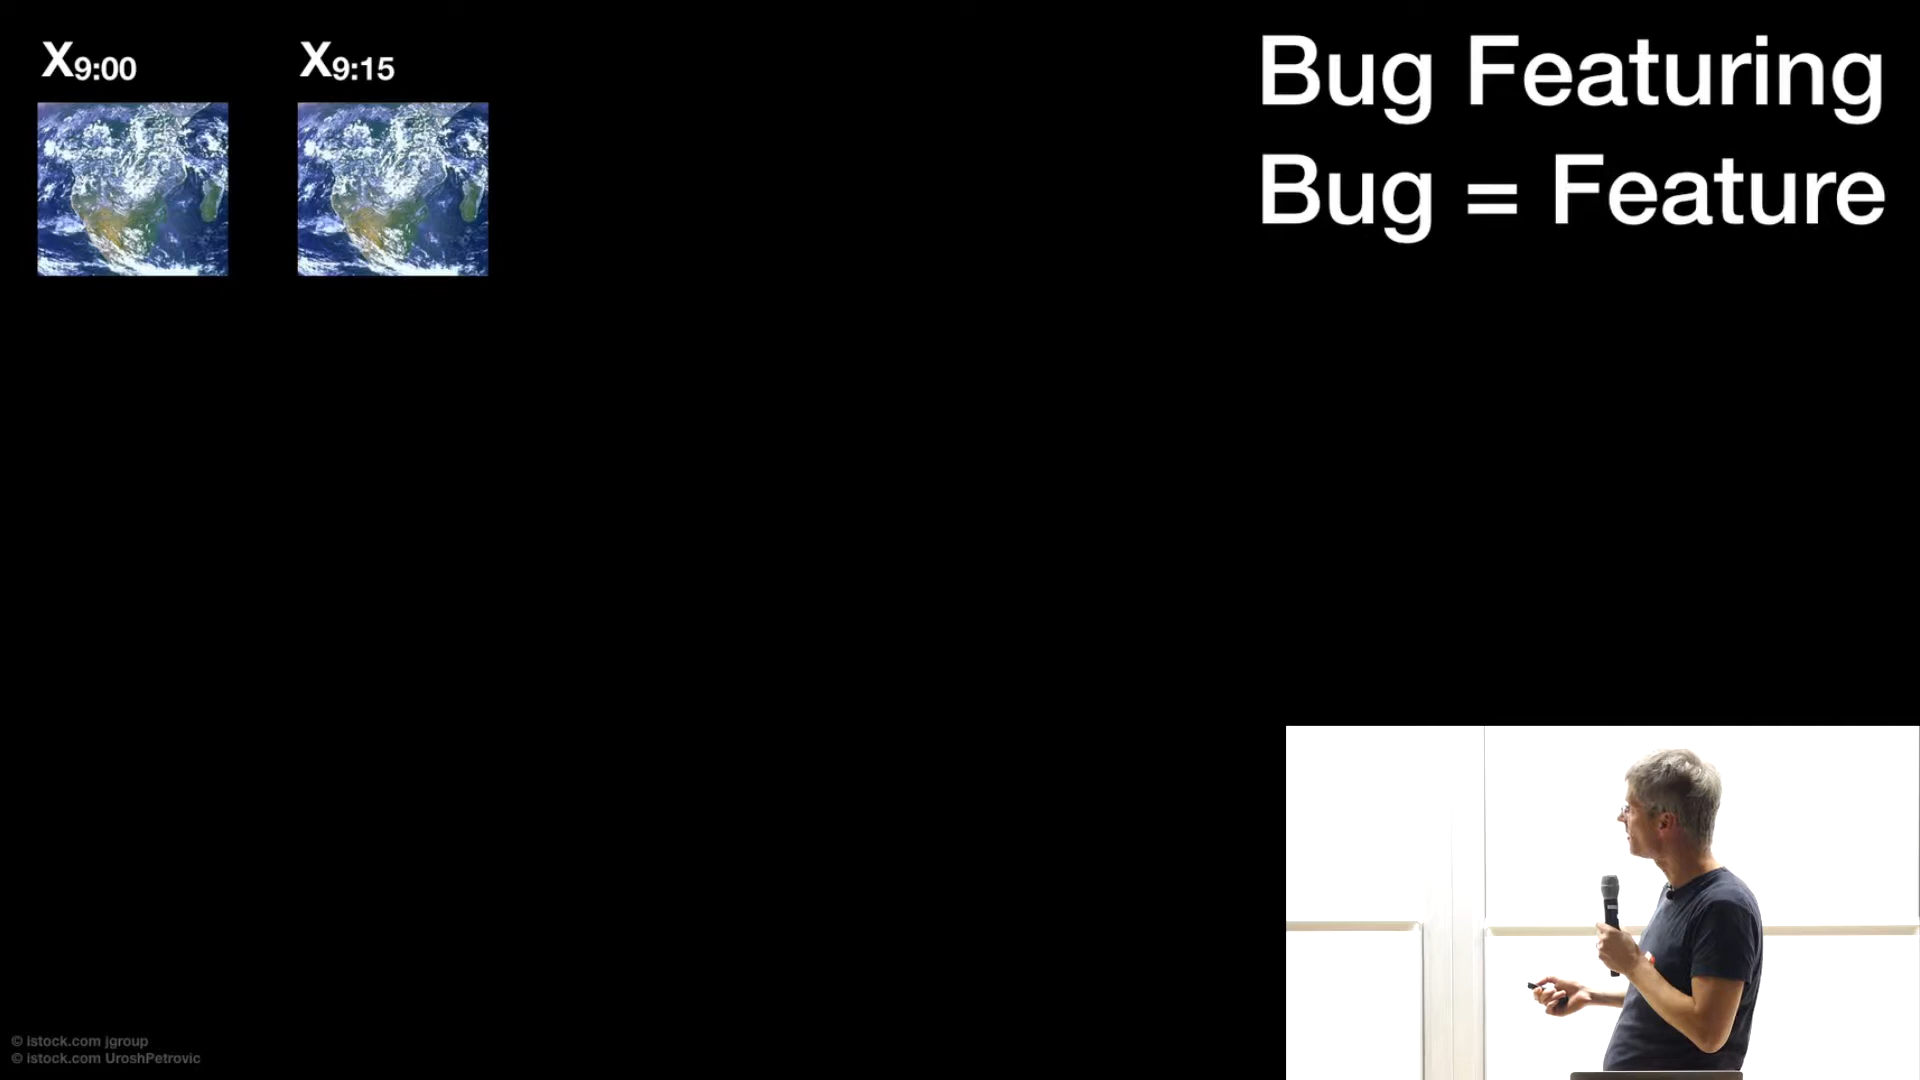 X9:00
X9:15
Bug Featuring
Bug = Feature
© istock.com jgroup
© istock.com UroshPetrovic